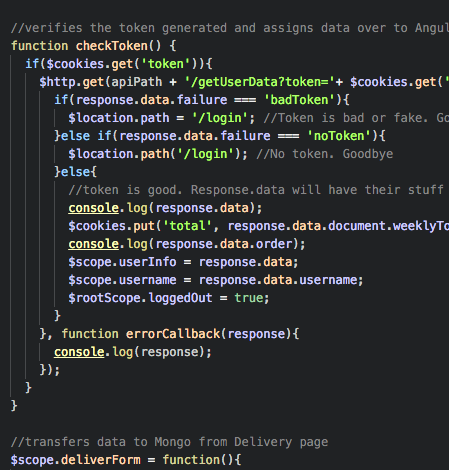 //verifies the token generated and assigns data over to
function checkToken() {
if($cookies.get('token')){
$http.get(apiPath + '/getUserData?token='+ $cookies.get('
if(response.data.failure === 'badToken'){
$location.path = '/login'; //Token is bad or fake.
}else if(response.data.failure === 'noToken'){
$location.path('/login'); //No token. Goodbye
}else{
//token is good. Response.data will have their stuff
console.log(response.data);
$cookies.put('total', response.data.document.weeklyTo
console.log(response.data.order);
$scope.userInfo = response.data;
$scope.username = response.data.username;
$rootScope.loggedOut = true;
}
}, function errorCallback(response){
console.log(response);
});
}
}
//transfers data to Mongo from Delivery page
$scope.deliverForm = function(){